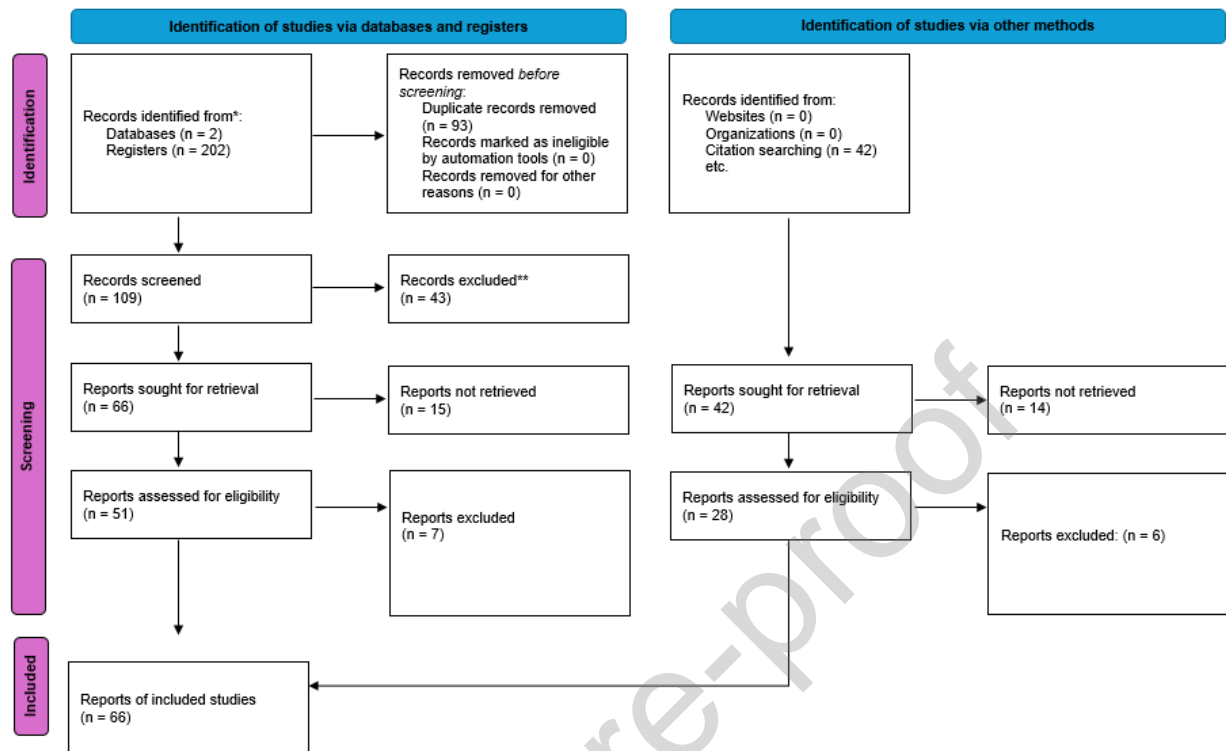 Identification of studies via databases and registers
Identification of studies via other methods
Identification
Records identified from*:
Databases (n = 2)
Registers (n = 202)
Records removed before
screening:
Duplicate records removed
(n = 93)
Records marked as ineligible
by automation tools (n = 0)
Records removed for other
reasons (n = 0)
Records identified from:
Websites (n = 0)
Organizations (n = 0)
Citation searching (n = 42)
etc.
Screening
Records screened
(n = 109)
Records excluded**
(n = 43)
Reports sought for retrieval
(n = 66)
Reports not retrieved
(n = 15)
Reports sought for retrieval
(n = 42)
Reports not retrieved
(n = 14)
Reports assessed for eligibility
(n = 51)
Reports excluded
(n = 7)
Reports assessed for eligibility
(n = 28)
Reports excluded: (n = 6)
Included
Reports of included studies
(n = 66)
re-proof